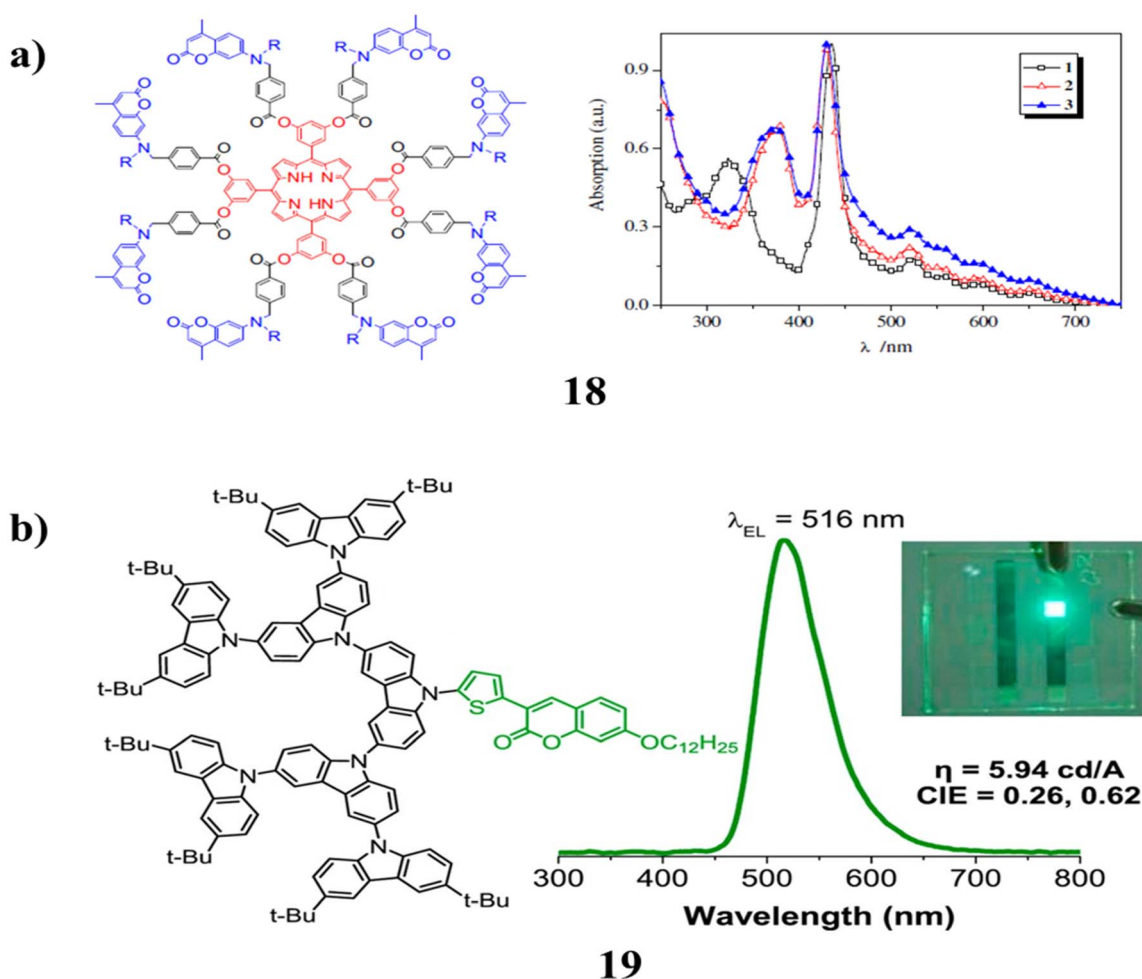 a)
R
R
N
N
O
O
O
O
O
O
O
O
NH
N
N
HN
0.9
0.6
0.3
0.0
Absorption (a.u.)
1
2
3
300
400
500
600
700
λ /nm
18
b)
t-Bu
t-Bu
t-Bu
t-Bu
t-Bu
t-Bu
t-Bu
t-Bu
N
N
N
N
N
N
N
S
O
O
OC12H25
λEL = 516 nm
η = 5.94 cd/A
CIE = 0.26, 0.62
300
400
500
600
700
800
Wavelength (nm)
19